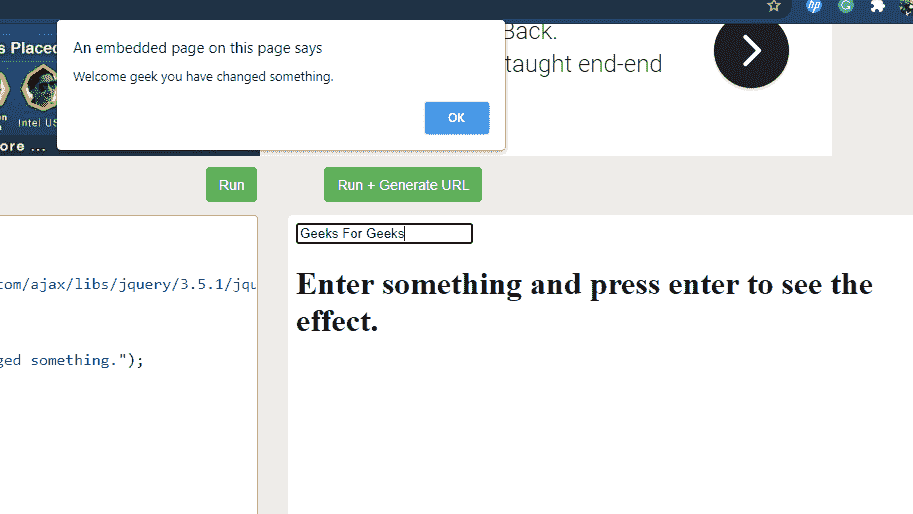 An embedded page on this page says
Welcome geek you have changed something.
OK
s Placed
Intel US
ore ...
Back.
taught end-end
hp
G
Run
Run + Generate URL
com/ajax/libs/jquery/3.5.1/jqu
ged something.");
Geeks For Geeks
Enter something and press enter to see the
effect.